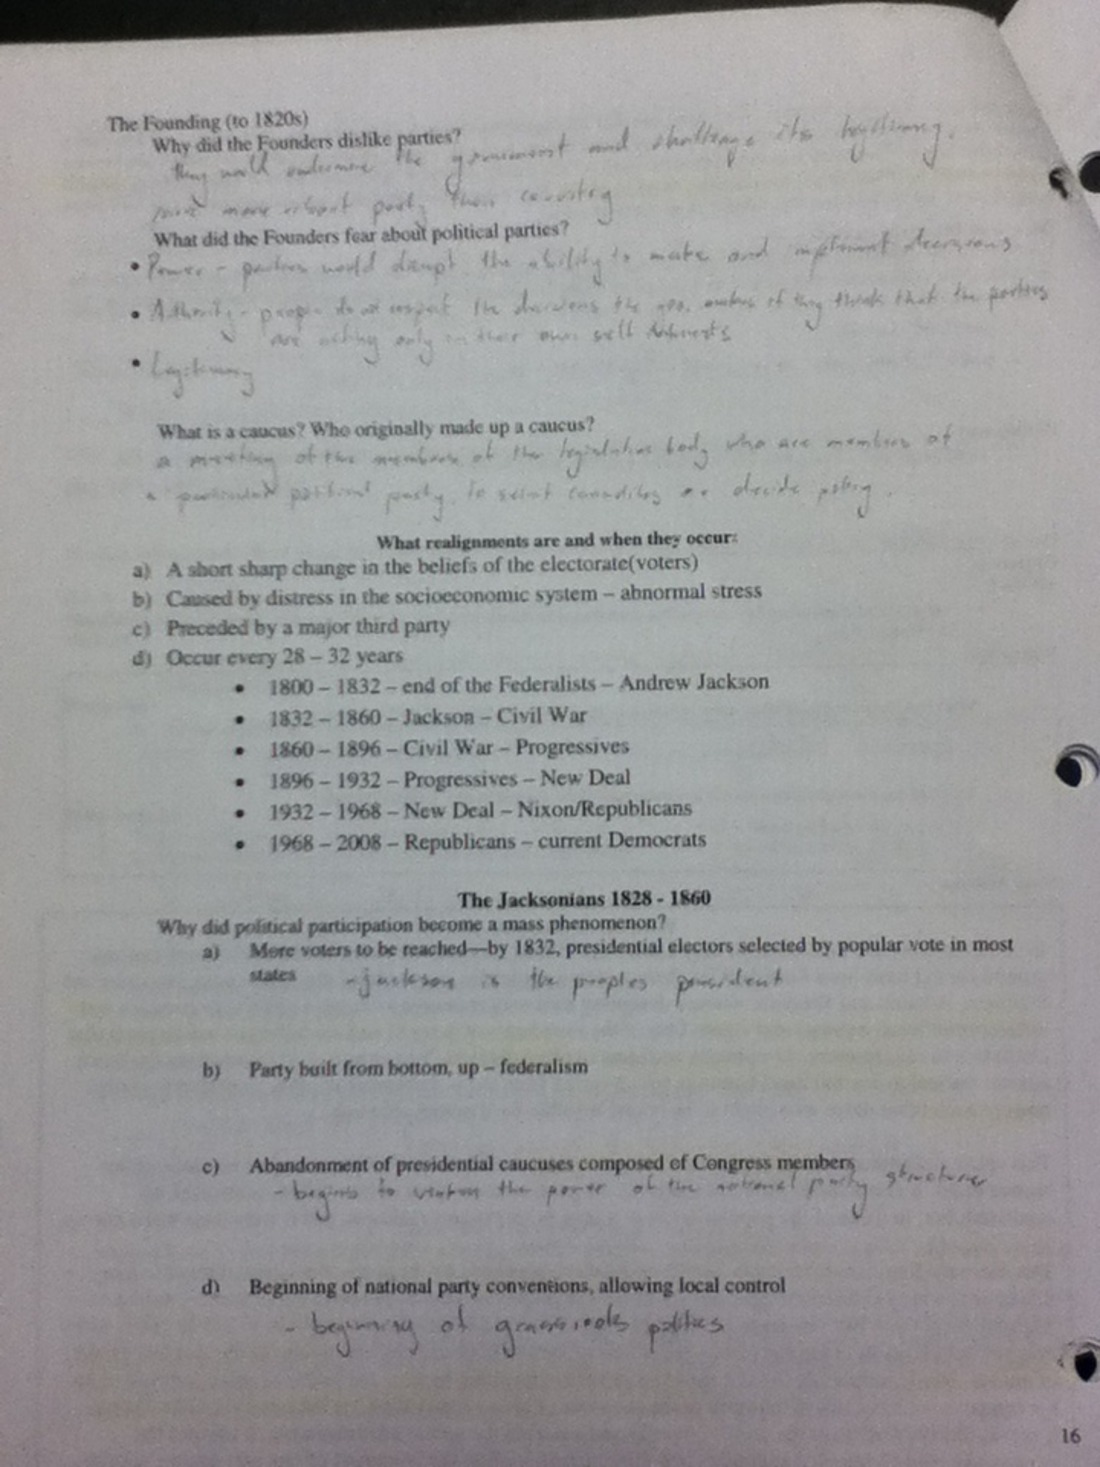 The Founding (to 1820s)
Why did the Founders dislike parties?
they would undermine the government and challenge its legitimacy.
more party their country
What did the Founders fear about political parties?
• Power - parties would disrupt the ability to make and implement decisions
• Authority - people do not respect the decisions the gov. makes if they think that the parties
are acting only in their own self interests
• Legitimacy
What is a caucus? Who originally made up a caucus?
a meeting of the members of the legislative body who are members of
a particular political party, to select candidates or decide policy.
What realignments are and when they occur:
a) A short sharp change in the beliefs of the electorate(voters)
b) Caused by distress in the socioeconomic system – abnormal stress
c) Preceded by a major third party
d) Occur every 28 – 32 years
• 1800 – 1832 – end of the Federalists – Andrew Jackson
• 1832 – 1860 – Jackson – Civil War
• 1860 – 1896 – Civil War – Progressives
• 1896 – 1932 – Progressives – New Deal
• 1932 – 1968 – New Deal – Nixon/Republicans
• 1968 – 2008 – Republicans – current Democrats
The Jacksonians 1828 - 1860
Why did political participation become a mass phenomenon?
a) More voters to be reached—by 1832, presidential electors selected by popular vote in most
states - jackson is the peoples president
b) Party built from bottom, up – federalism
c) Abandonment of presidential caucuses composed of Congress members
- begins to the power of the national party structure
d) Beginning of national party conventions, allowing local control
- beginning of grassroots politics
16